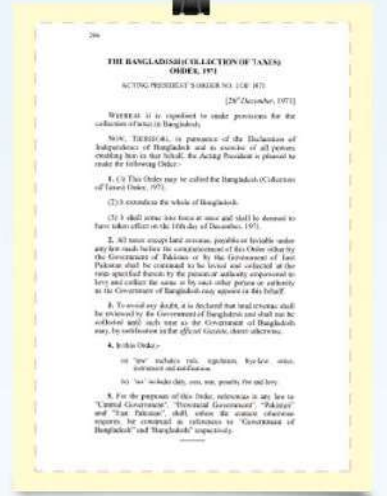 THE BANGLADESH (COLLECTION OF TAXES)
ORDER, 1971
ACTING PRESIDENT'S ORDER NO. 2 OF 1971
[26th December, 1971]
WHEREAS it is expedient to make provisions for the
collection of taxes in Bangladesh;
NOW, THEREFORE, in pursuance of the Declaration of
Independence of Bangladesh and in exercise of all powers
enabling him in that behalf, the Acting President is pleased to
make the following Order:-
1. (1) This Order may be called the Bangladesh (Collection
of Taxes) Order, 1971.
(2) It extends to the whole of Bangladesh.
(3) It shall come into force at once and shall be deemed to
have taken effect on the 16th day of December, 1971.
2. All taxes except land revenue, payable or leviable under
any law made before the commencement of this Order either by
the Government of Pakistan or by the Government of East
Pakistan shall be continued to be levied and collected at the
rates specified therein by the person or authority empowered to
levy and collect the same or by such other person or authority
as the Government of Bangladesh may appoint in this behalf.
3. To avoid any doubt, it is declared that land revenue shall
be reviewed by the Government of Bangladesh and shall not be
collected until such time as the Government of Bangladesh
may, by notification in the official Gazette, direct otherwise.
4. In this Order,-
(a) "law" includes rule, regulation, bye-law, order,
instrument and notification;
(b) "tax" includes duty, cess, rate, penalty, fine and levy.
5. For the purposes of this Order, references in any law to
"Central Government", "Provincial Government", "Pakistan"
and "East Pakistan", shall, unless the context otherwise
requires, be construed as references to "Government of
Bangladesh" and "Bangladesh" respectively.